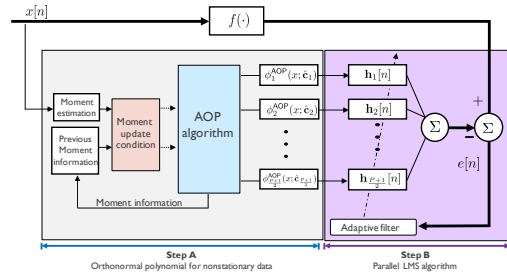 x[n]
f(·)
Moment estimation
Previous Moment information
Moment update condition
AOP algorithm
ϕ₁^AOP(x; ĉ₁)
ϕ₂^AOP(x; ĉ₂)
ϕ_{(P+1)/2}^AOP(x; ĉ_{(P+1)/2})
h₁[n]
h₂[n]
h_{(P+1)/2}[n]
Σ
+
−
Σ
e[n]
Moment information
Adaptive filter
Step A
Orthonormal polynomial for nonstationary data
Step B
Parallel LMS algorithm